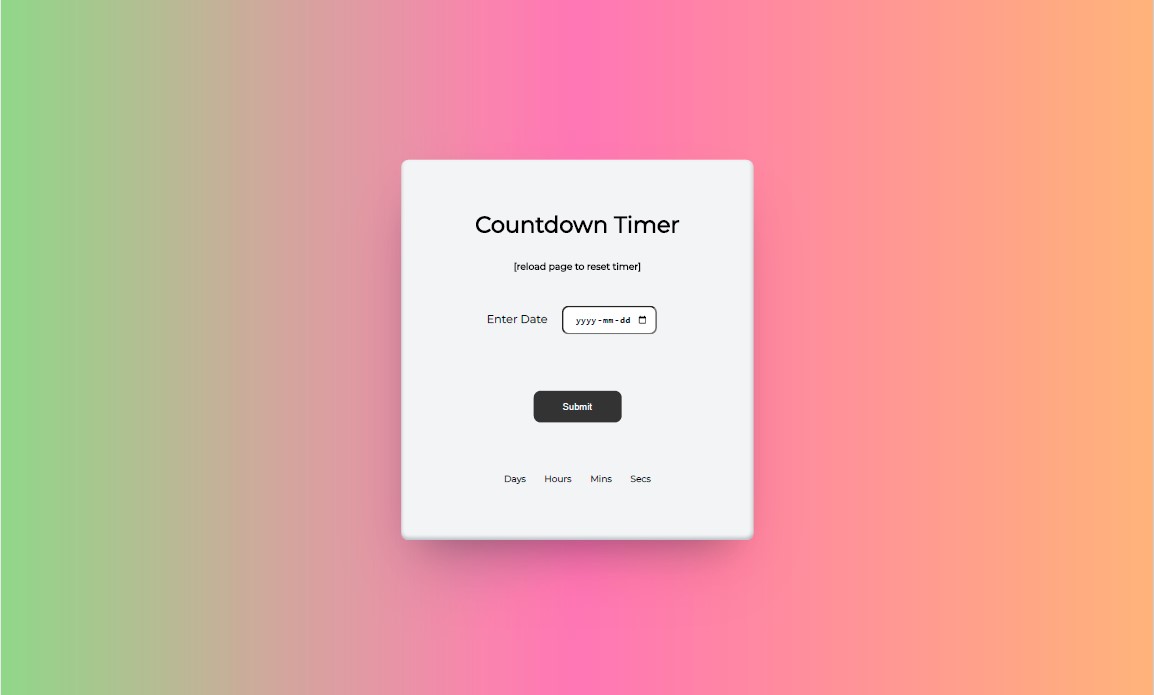 Countdown Timer
[reload page to reset timer]
Enter Date yyyy-mm-dd
Submit
Days Hours Mins Secs